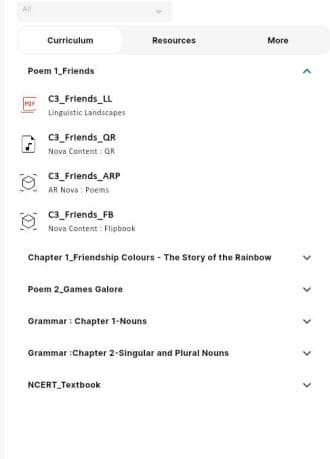 All
Curriculum
Resources
More
Poem 1_Friends
PDF
C3_Friends_LL
Linguistic Landscapes
C3_Friends_QR
Nova Content : QR
C3_Friends_ARP
AR Nova : Poems
C3_Friends_FB
Nova Content : Flipbook
Chapter 1_Friendship Colours - The Story of the Rainbow
Poem 2_Games Galore
Grammar : Chapter 1-Nouns
Grammar :Chapter 2-Singular and Plural Nouns
NCERT_Textbook